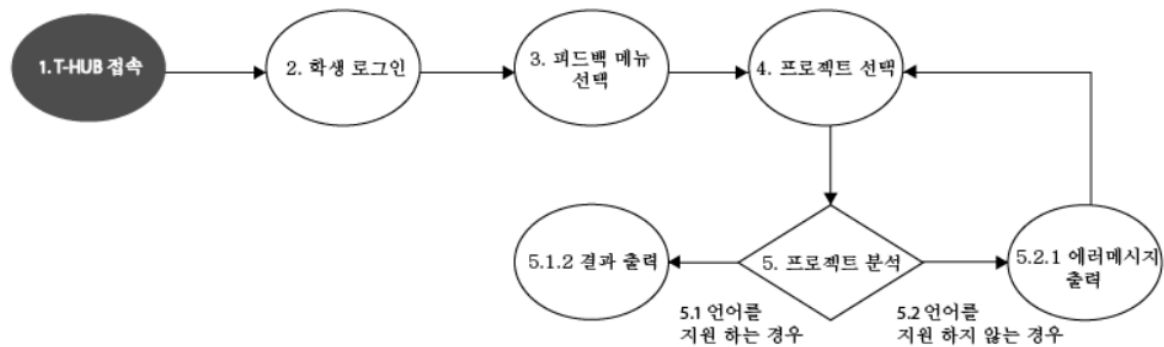 1.T-HUB 접속
2. 학생 로그인
3. 피드백 메뉴
선택
4. 프로젝트 선택
5.1.2 결과 출력
5. 프로젝트 분석
5.2.1 에러메시지
출력
5.1 언어를
지원 하는 경우
5.2 언어를
지원 하지 않는 경우